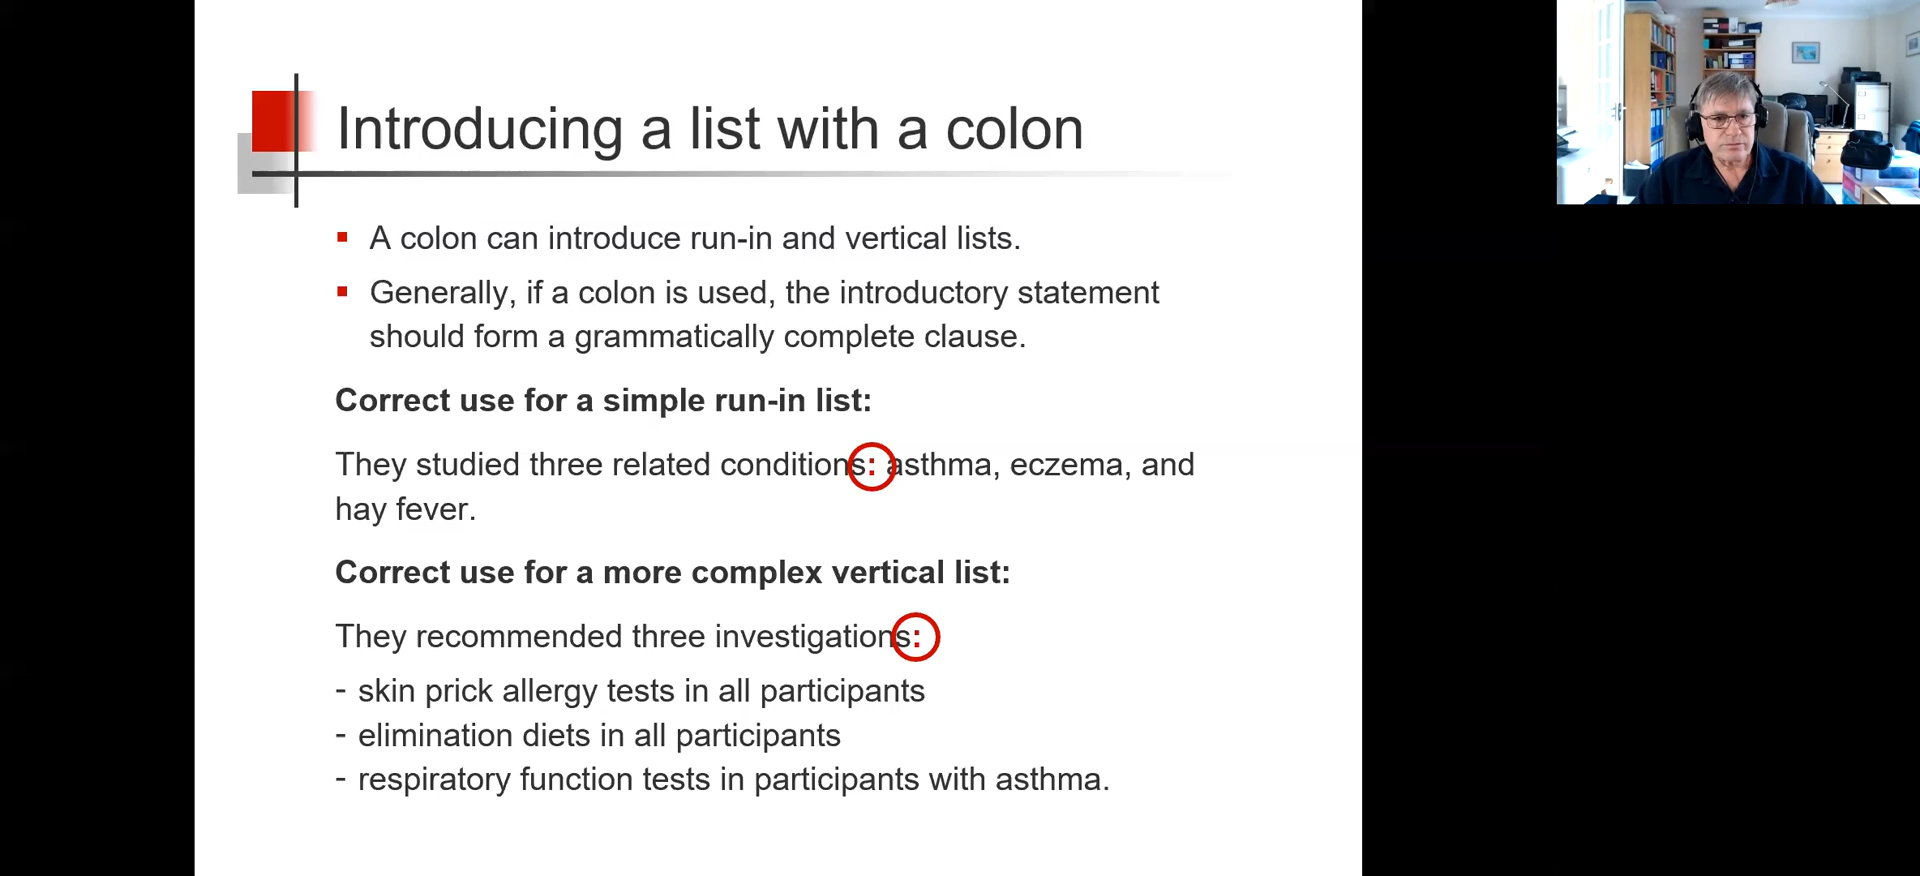 Introducing a list with a colon
A colon can introduce run-in and vertical lists.
Generally, if a colon is used, the introductory statement
should form a grammatically complete clause.
Correct use for a simple run-in list:
They studied three related conditions: asthma, eczema, and
hay fever.
Correct use for a more complex vertical list:
They recommended three investigations:
- skin prick allergy tests in all participants
- elimination diets in all participants
- respiratory function tests in participants with asthma.